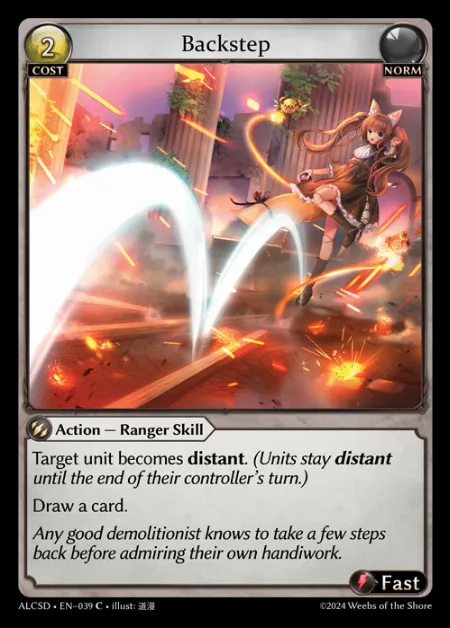 2
Backstep
COST
NORM
Action — Ranger Skill
Target unit becomes distant. (Units stay distant
until the end of their controller's turn.)
Draw a card.
Any good demolitionist knows to take a few steps
back before admiring their own handiwork.
Fast
ALCSD • EN–039 C • illust: 道漫
©2024 Weebs of the Shore